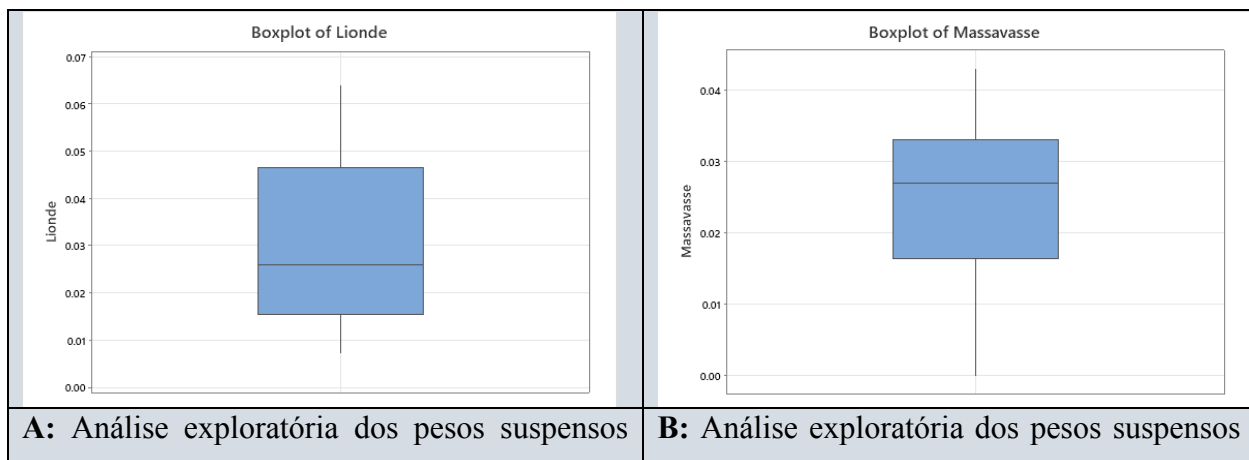 Boxplot of Lionde
0.07
0.06
0.05
0.04
0.03
0.02
0.01
0.00
Lionde
Boxplot of Massavasse
0.04
0.03
0.02
0.01
0.00
Massavasse
A: Análise exploratória dos pesos suspensos
B: Análise exploratória dos pesos suspensos